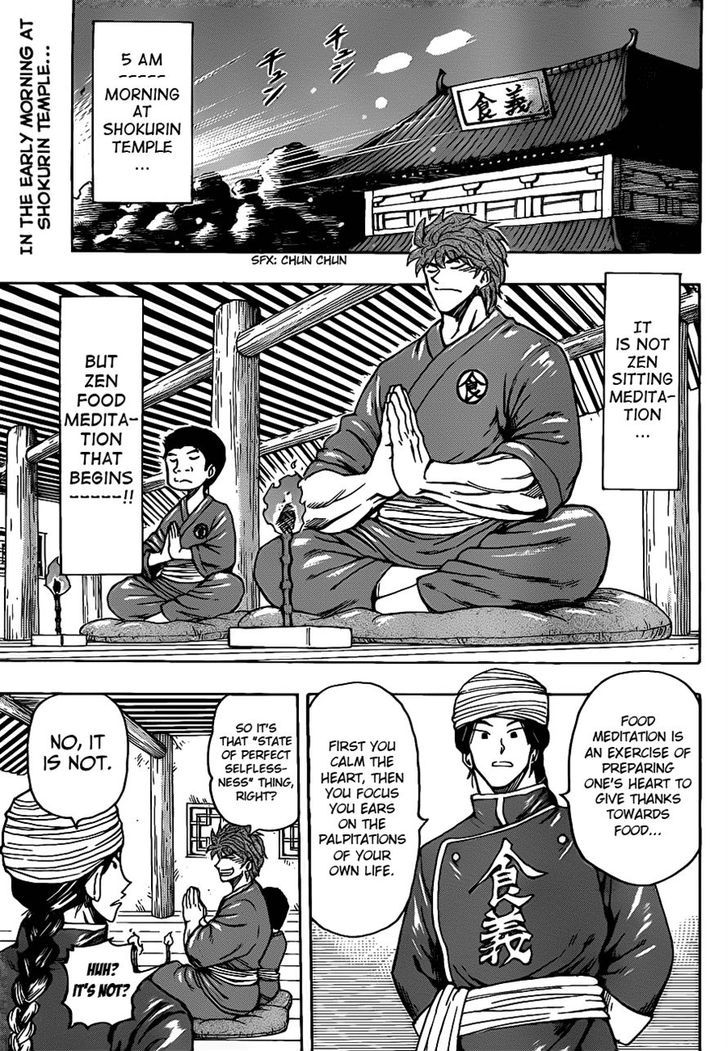 IN THE EARLY MORNING AT
SHOKURIN TEMPLE...
5 AM
-----
MORNING
AT
SHOKURIN
TEMPLE
...
チュン
チュン
食義
SFX: CHUN CHUN
IT
IS NOT
ZEN
SITTING
MEDITA-
TION
...
食
BUT
ZEN
FOOD
MEDITA-
TION
THAT
BEGINS
-----!!
FOOD
MEDITATION IS
AN EXERCISE OF
PREPARING
ONE'S HEART TO
GIVE THANKS
TOWARDS
FOOD...
食義
FIRST YOU
CALM THE
HEART, THEN
YOU FOCUS
YOU EARS
ON THE
PALPITATIONS
OF YOUR
OWN LIFE.
SO IT'S
THAT "STATE
OF PERFECT
SELFLESS-
NESS" THING,
RIGHT?
NO, IT
IS NOT.
HUH?
IT'S NOT?